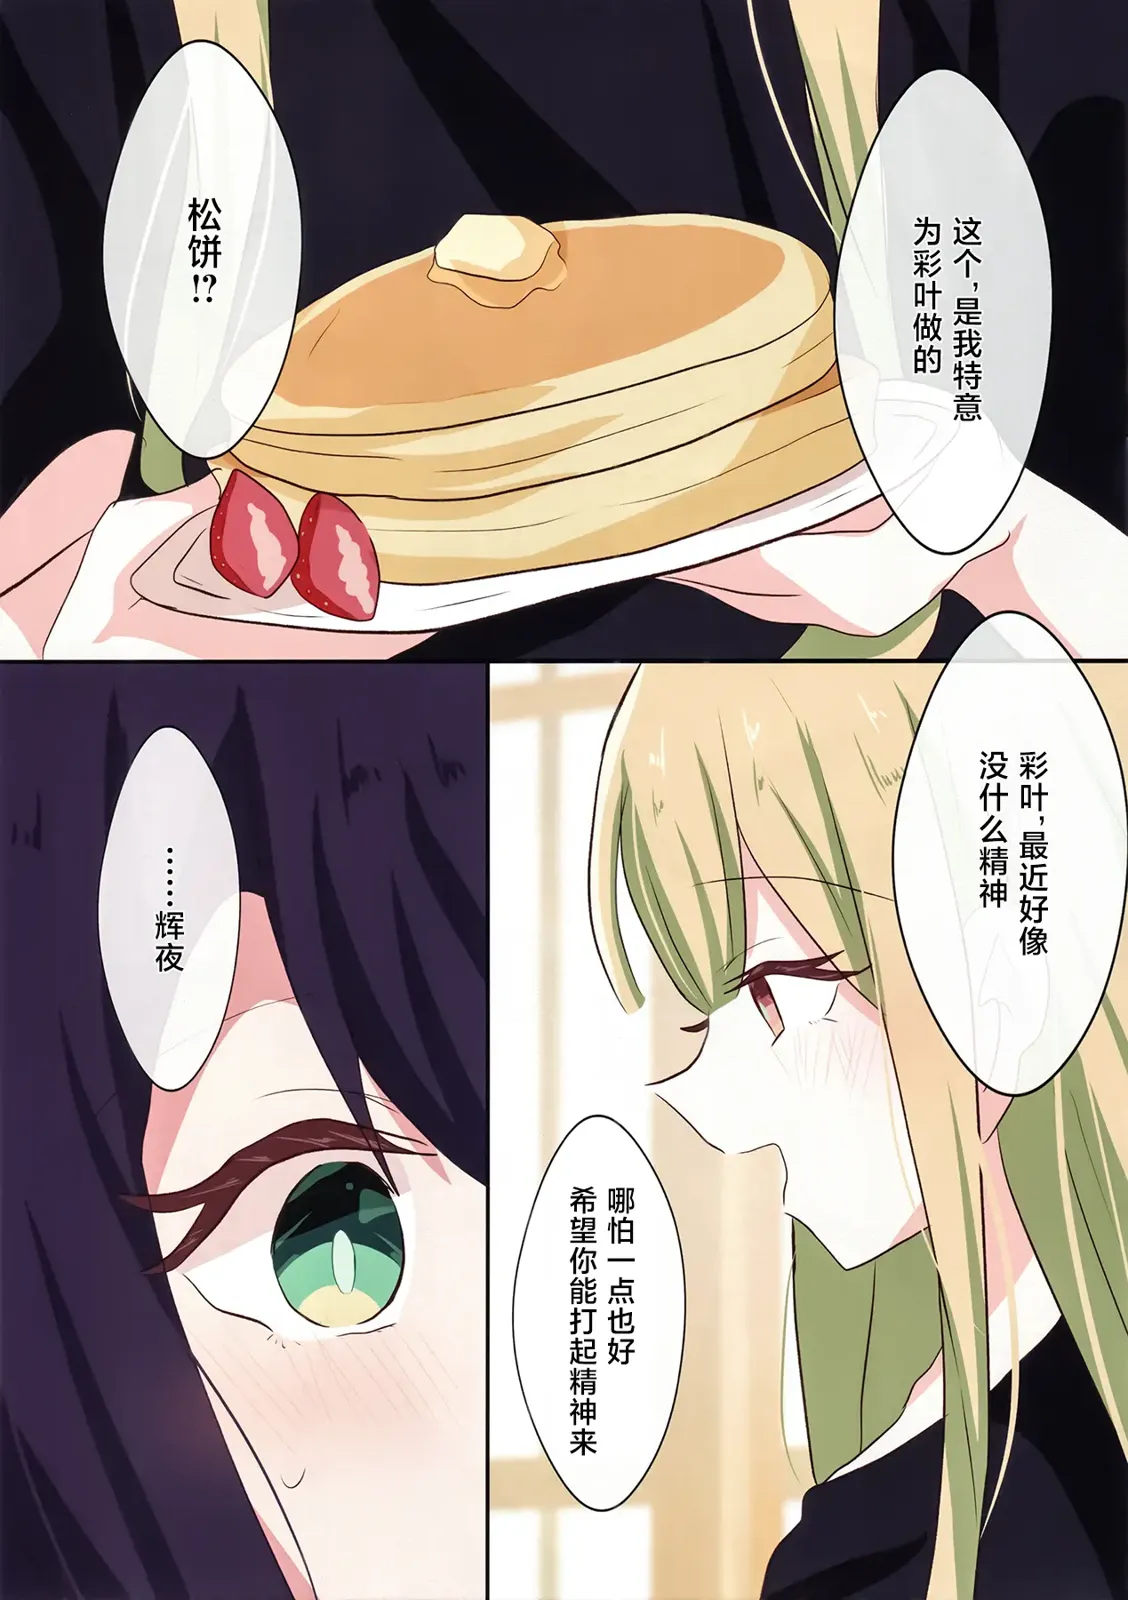 这个，是我特意
为彩叶做的
松饼!?
彩叶，最近好像
没什么精神
哪怕一点也好
希望你能打起精神来
……辉夜